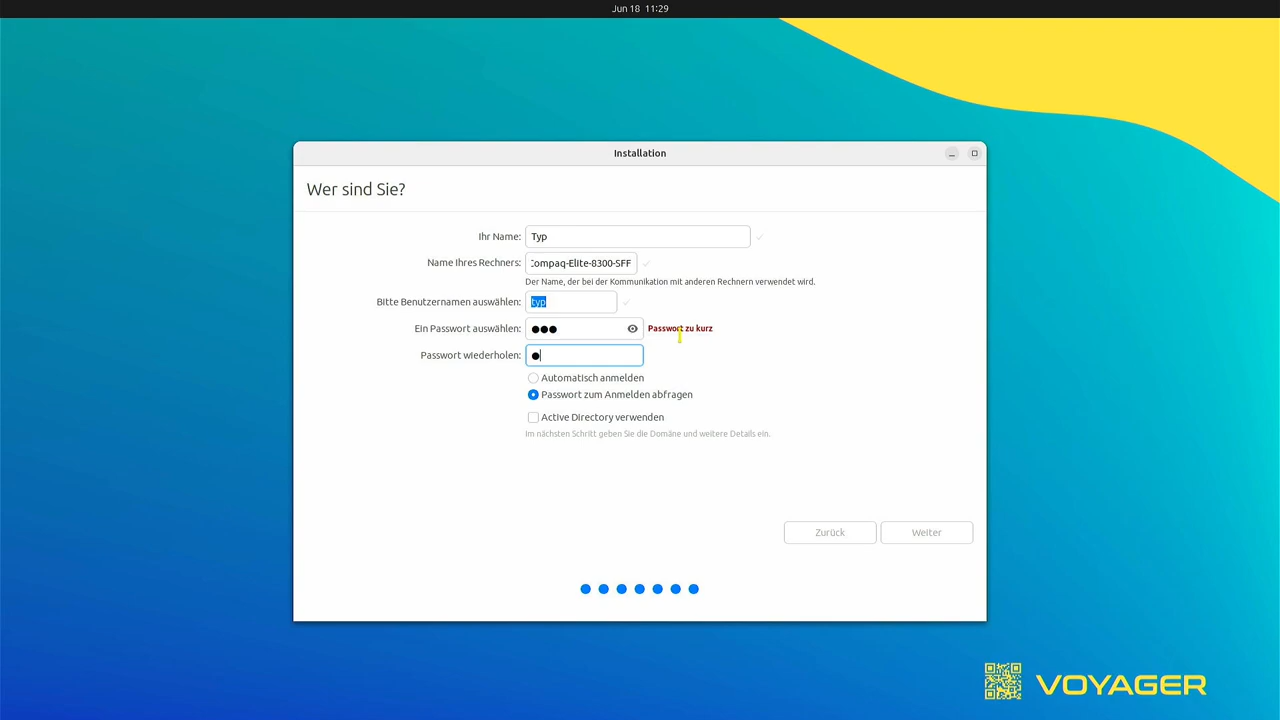 Jun 18 11:29
Installation
Wer sind Sie?
Ihr Name: Typ
Name Ihres Rechners: Compaq-Elite-8300-SFF
Der Name, der bei der Kommunikation mit anderen Rechnern verwendet wird.
Bitte Benutzernamen auswählen: typ
Ein Passwort auswählen: ●●● Passwort zu kurz
Passwort wiederholen: ●
Automatisch anmelden
Passwort zum Anmelden abfragen
Active Directory verwenden
Im nächsten Schritt geben Sie die Domäne und weitere Details ein.
Zurück Weiter
VOYAGER